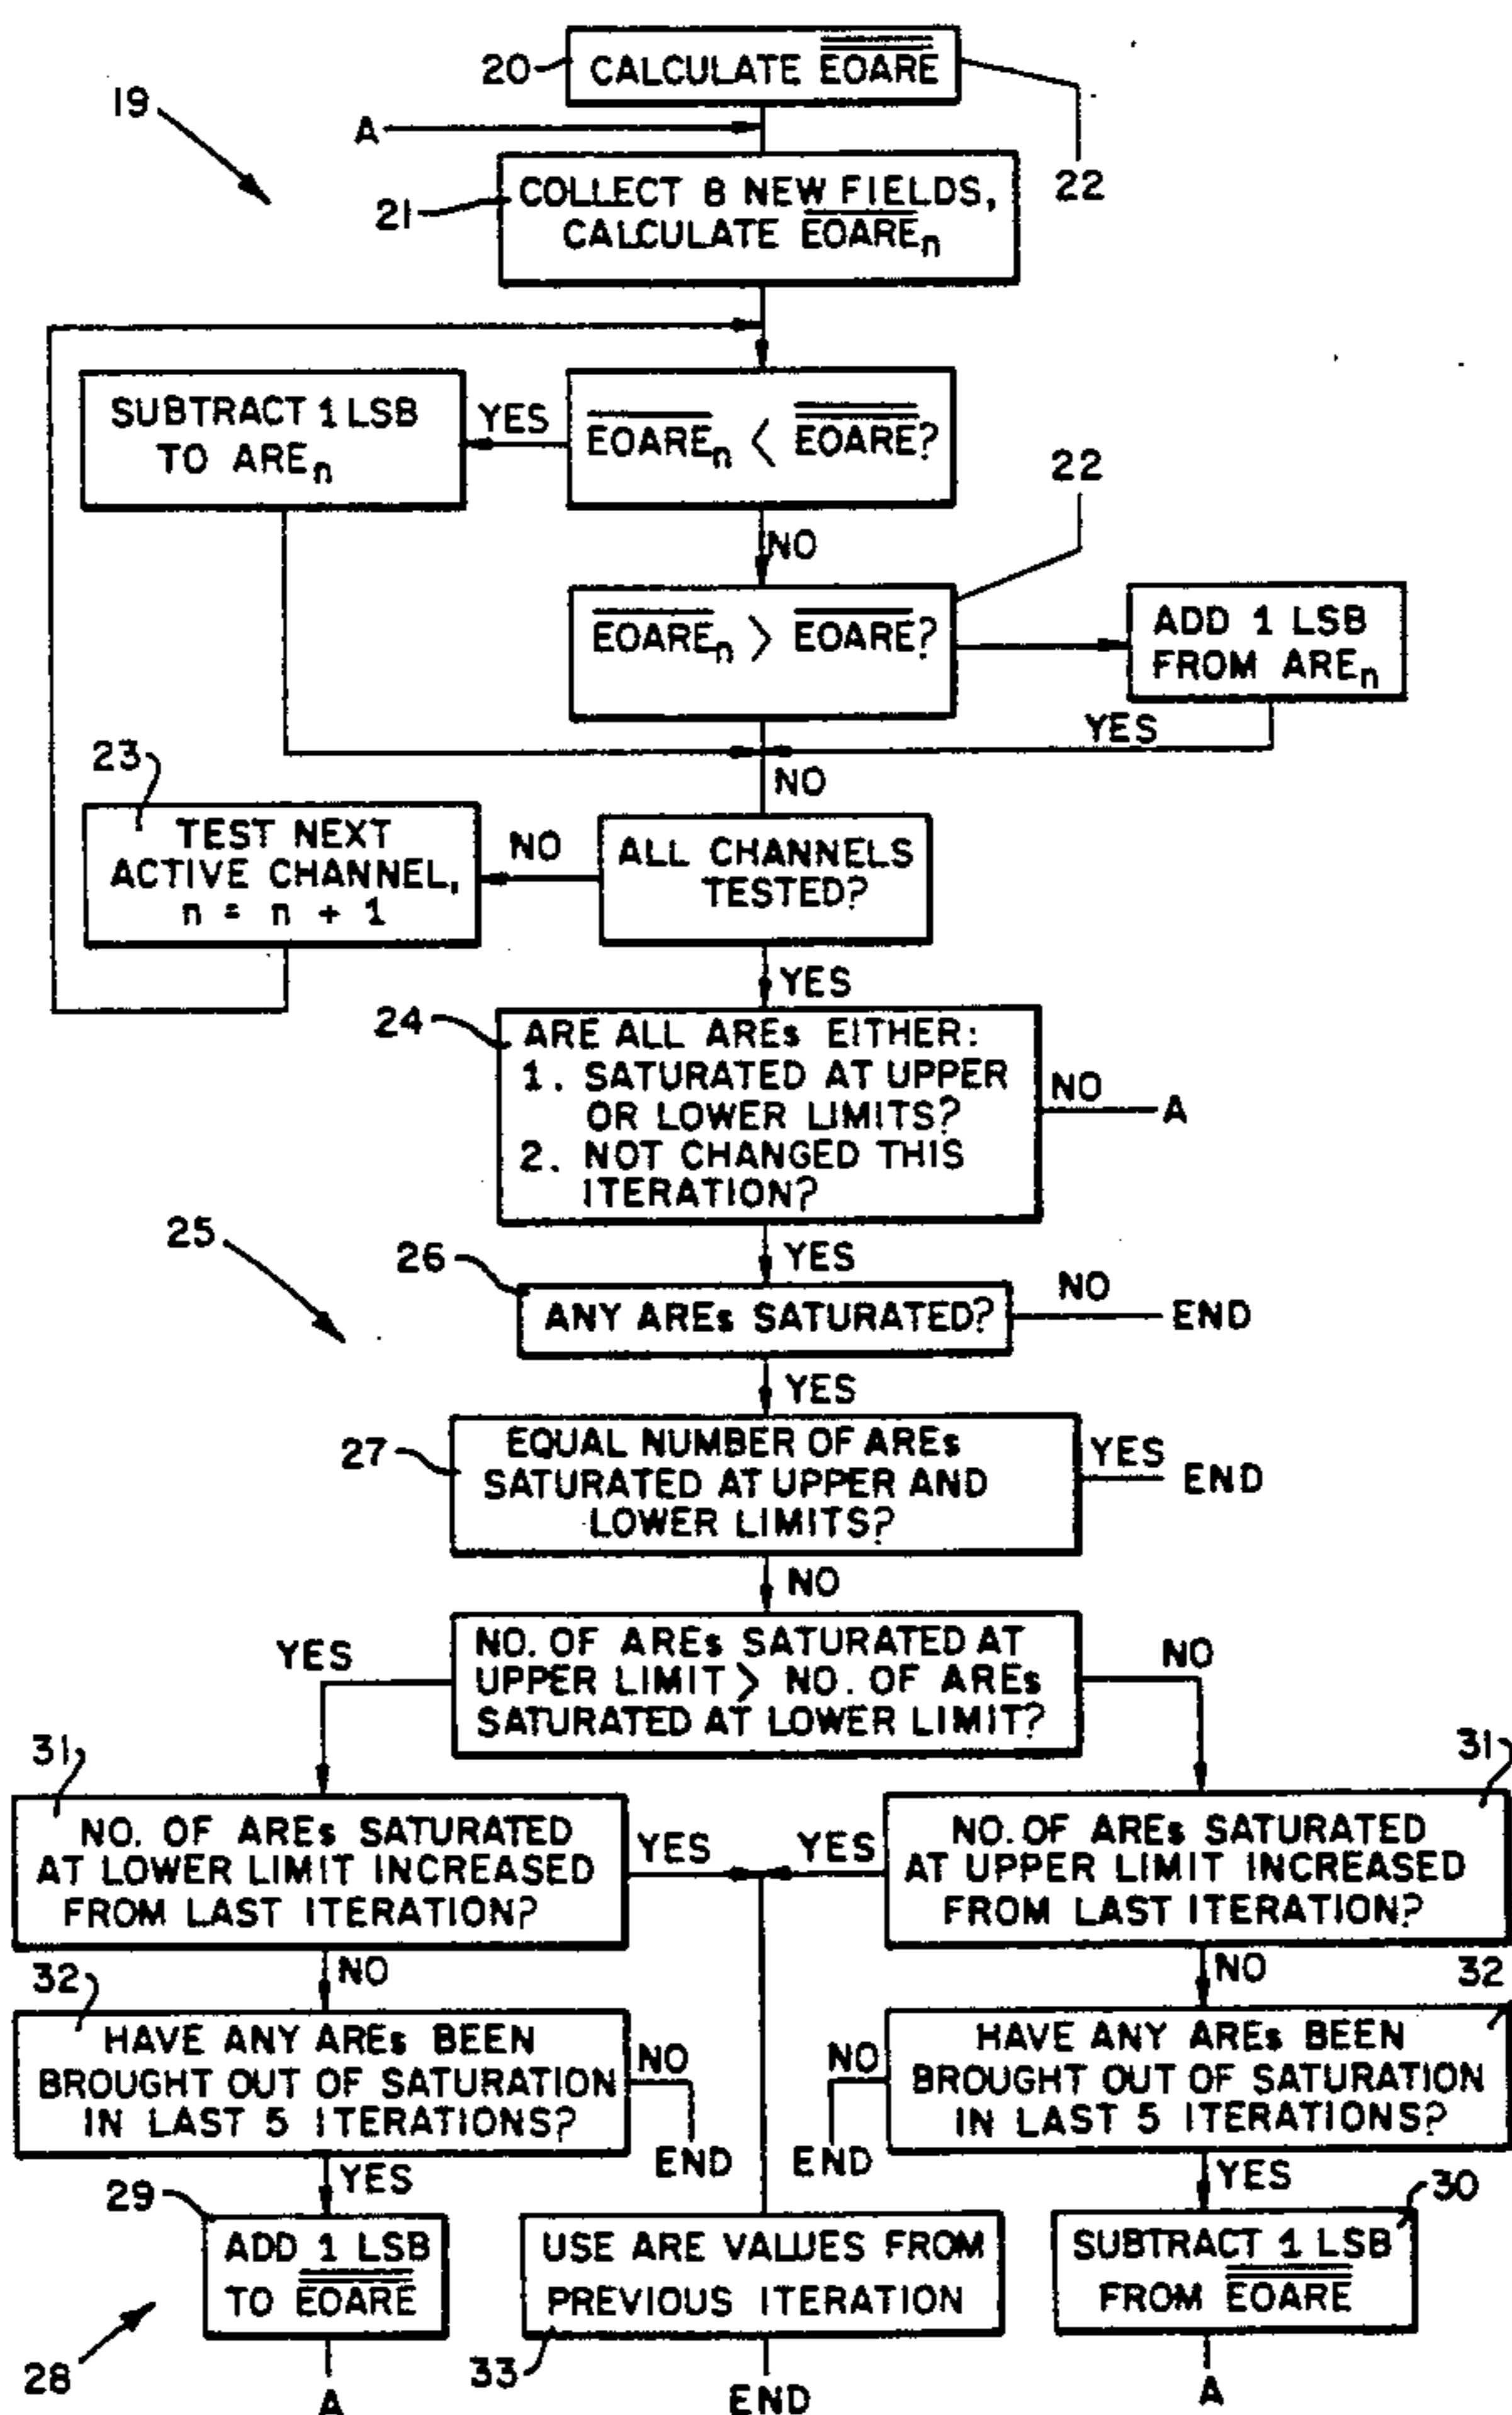 20
CALCULATE EOARE
22
19
A
21
COLLECT 8 NEW FIELDS,
CALCULATE EOAREn
SUBTRACT 1 LSB
TO AREn
YES
EOAREn < EOARE?
22
NO
EOAREn > EOARE?
ADD 1 LSB
FROM AREn
YES
NO
23
TEST NEXT
ACTIVE CHANNEL,
n = n + 1
NO
ALL CHANNELS
TESTED?
YES
24
ARE ALL AREs EITHER:
1. SATURATED AT UPPER
OR LOWER LIMITS?
2. NOT CHANGED THIS
ITERATION?
NO
A
25
YES
26
ANY AREs SATURATED?
NO
END
YES
27
EQUAL NUMBER OF AREs
SATURATED AT UPPER AND
LOWER LIMITS?
YES
END
NO
YES
NO. OF AREs SATURATED AT
UPPER LIMIT > NO. OF AREs
SATURATED AT LOWER LIMIT?
NO
31
31
NO. OF AREs SATURATED
AT LOWER LIMIT INCREASED
FROM LAST ITERATION?
YES
YES
NO. OF AREs SATURATED
AT UPPER LIMIT INCREASED
FROM LAST ITERATION?
NO
NO
32
32
HAVE ANY AREs BEEN
BROUGHT OUT OF SATURATION
IN LAST 5 ITERATIONS?
NO
END
NO
END
HAVE ANY AREs BEEN
BROUGHT OUT OF SATURATION
IN LAST 5 ITERATIONS?
YES
YES
29
ADD 1 LSB
TO EOARE
USE ARE VALUES FROM
PREVIOUS ITERATION
30
SUBTRACT 1 LSB
FROM EOARE
28
A
33
END
A